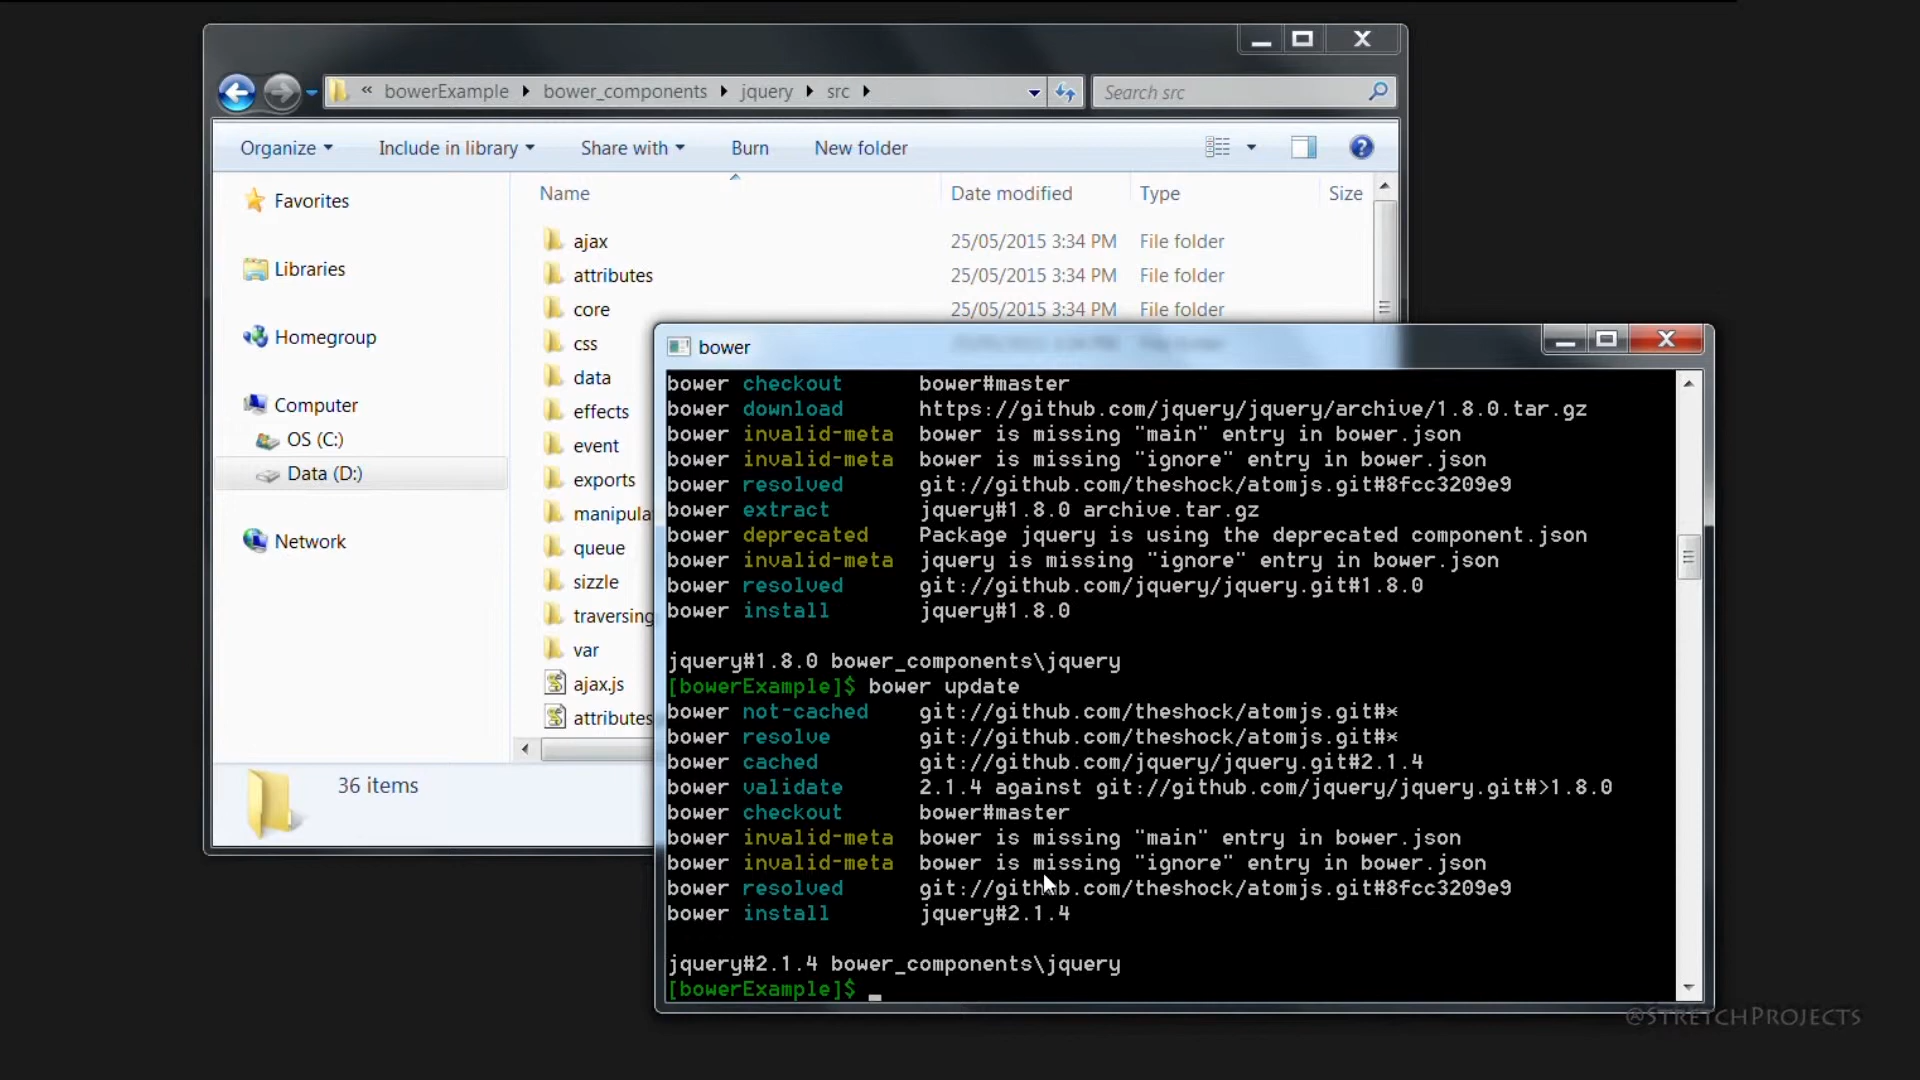 « bowerExample ▸ bower_components ▸ jquery ▸ src ▸
Search src
Organize Include in library Share with Burn New folder
Name Date modified Type Size
Favorites
Libraries
Homegroup
Computer
OS (C:)
Data (D:)
Network
ajax 25/05/2015 3:34 PM File folder
attributes 25/05/2015 3:34 PM File folder
core 25/05/2015 3:34 PM File folder
css
data
effects
event
exports
manipula
queue
sizzle
traversing
var
ajax.js
attributes
36 items
bower
bower checkout bower#master
bower download https://github.com/jquery/jquery/archive/1.8.0.tar.gz
bower invalid-meta bower is missing "main" entry in bower.json
bower invalid-meta bower is missing "ignore" entry in bower.json
bower resolved git://github.com/theshock/atomjs.git#8fcc3209e9
bower extract jquery#1.8.0 archive.tar.gz
bower deprecated Package jquery is using the deprecated component.json
bower invalid-meta jquery is missing "ignore" entry in bower.json
bower resolved git://github.com/jquery/jquery.git#1.8.0
bower install jquery#1.8.0
jquery#1.8.0 bower_components\jquery
[bowerExample]$ bower update
bower not-cached git://github.com/theshock/atomjs.git#*
bower resolve git://github.com/theshock/atomjs.git#*
bower cached git://github.com/jquery/jquery.git#2.1.4
bower validate 2.1.4 against git://github.com/jquery/jquery.git#>1.8.0
bower checkout bower#master
bower invalid-meta bower is missing "main" entry in bower.json
bower invalid-meta bower is missing "ignore" entry in bower.json
bower resolved git://github.com/theshock/atomjs.git#8fcc3209e9
bower install jquery#2.1.4
jquery#2.1.4 bower_components\jquery
[bowerExample]$ _
@StretchProjects